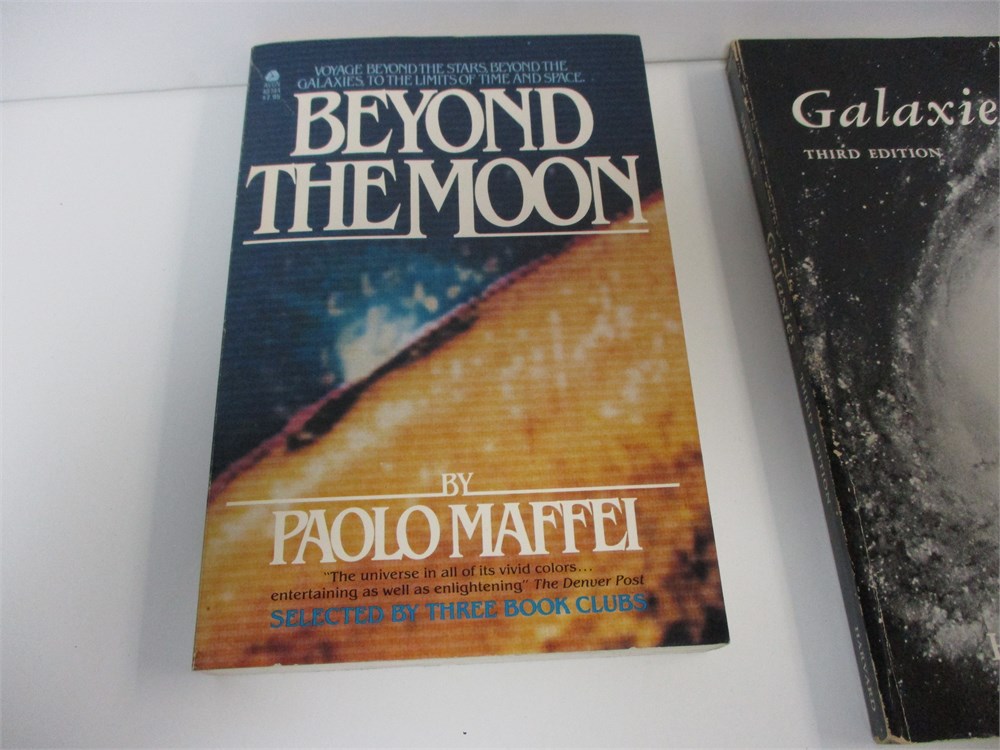 VOYAGE BEYOND THE STARS, BEYOND THE
GALAXIES, TO THE LIMITS OF TIME AND SPACE.
BEYOND
THE MOON
BY
PAOLO MAFFEI
"The universe in all of its vivid colors...
entertaining as well as enlightening" The Denver Post
SELECTED BY THREE BOOK CLUBS
Galaxie
THIRD EDITION
HARVARD